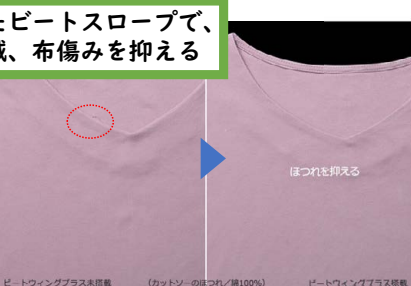 たビートスロープで、
減、布傷みを抑える
ほつれを抑える
ビートウィングプラス未搭載
(カットソーのほつれ/綿100%)
ビートウィングプラス搭載